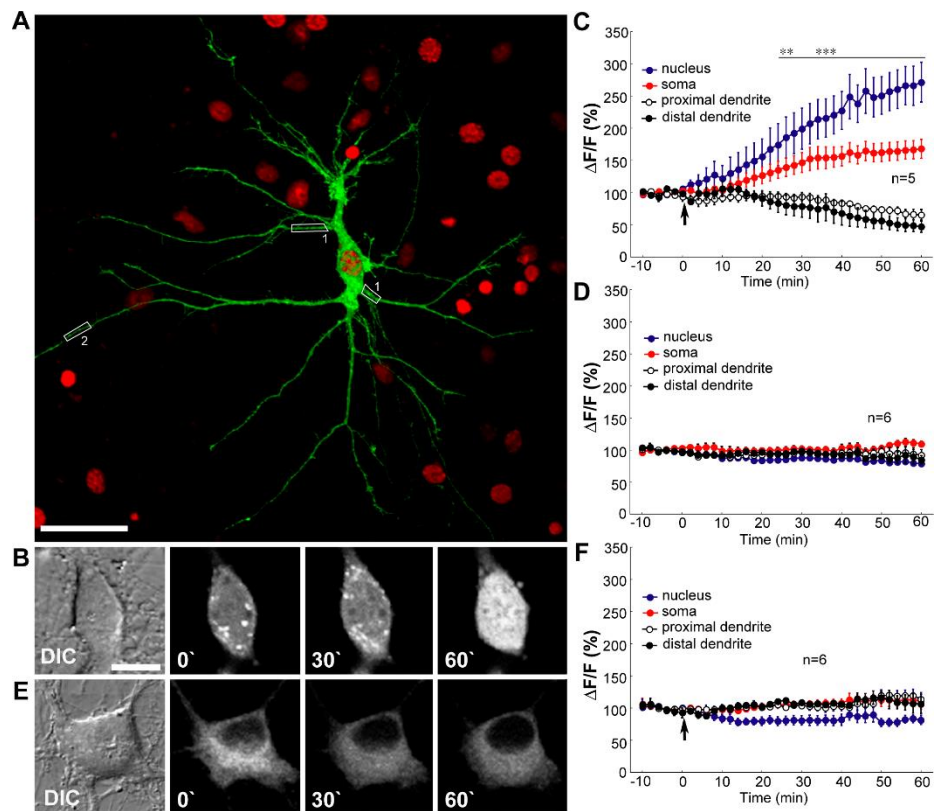 A
1
1
2
B
DIC
0`
30`
60`
E
DIC
0`
30`
60`
C
350
300
250
200
150
100
50
0
ΔF/F (%)
** ***
nucleus
soma
proximal dendrite
distal dendrite
n=5
-10 0 10 20 30 40 50 60
Time (min)
D
350
300
250
200
150
100
50
0
ΔF/F (%)
nucleus
soma
proximal dendrite
distal dendrite
n=6
-10 0 10 20 30 40 50 60
Time (min)
F
350
300
250
200
150
100
50
0
ΔF/F (%)
nucleus
soma
proximal dendrite
distal dendrite
n=6
-10 0 10 20 30 40 50 60
Time (min)